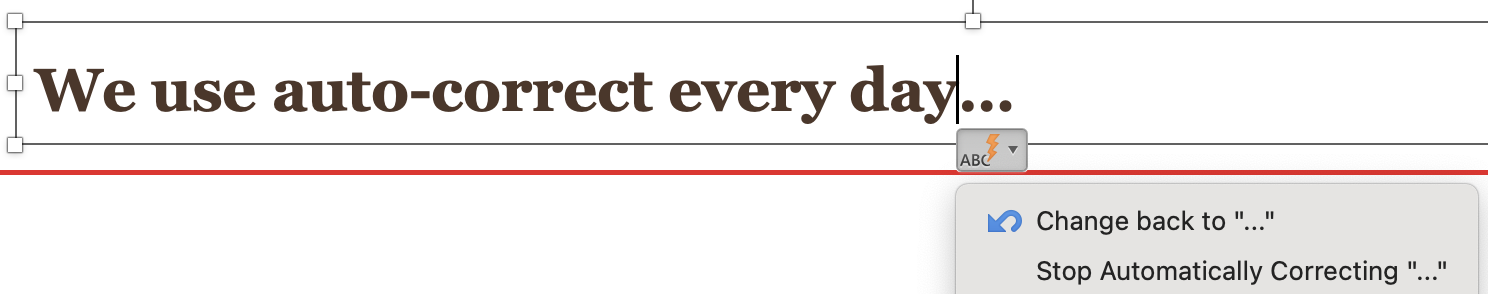 We use auto-correct every day...
ABC
Change back to "..."
Stop Automatically Correcting "..."